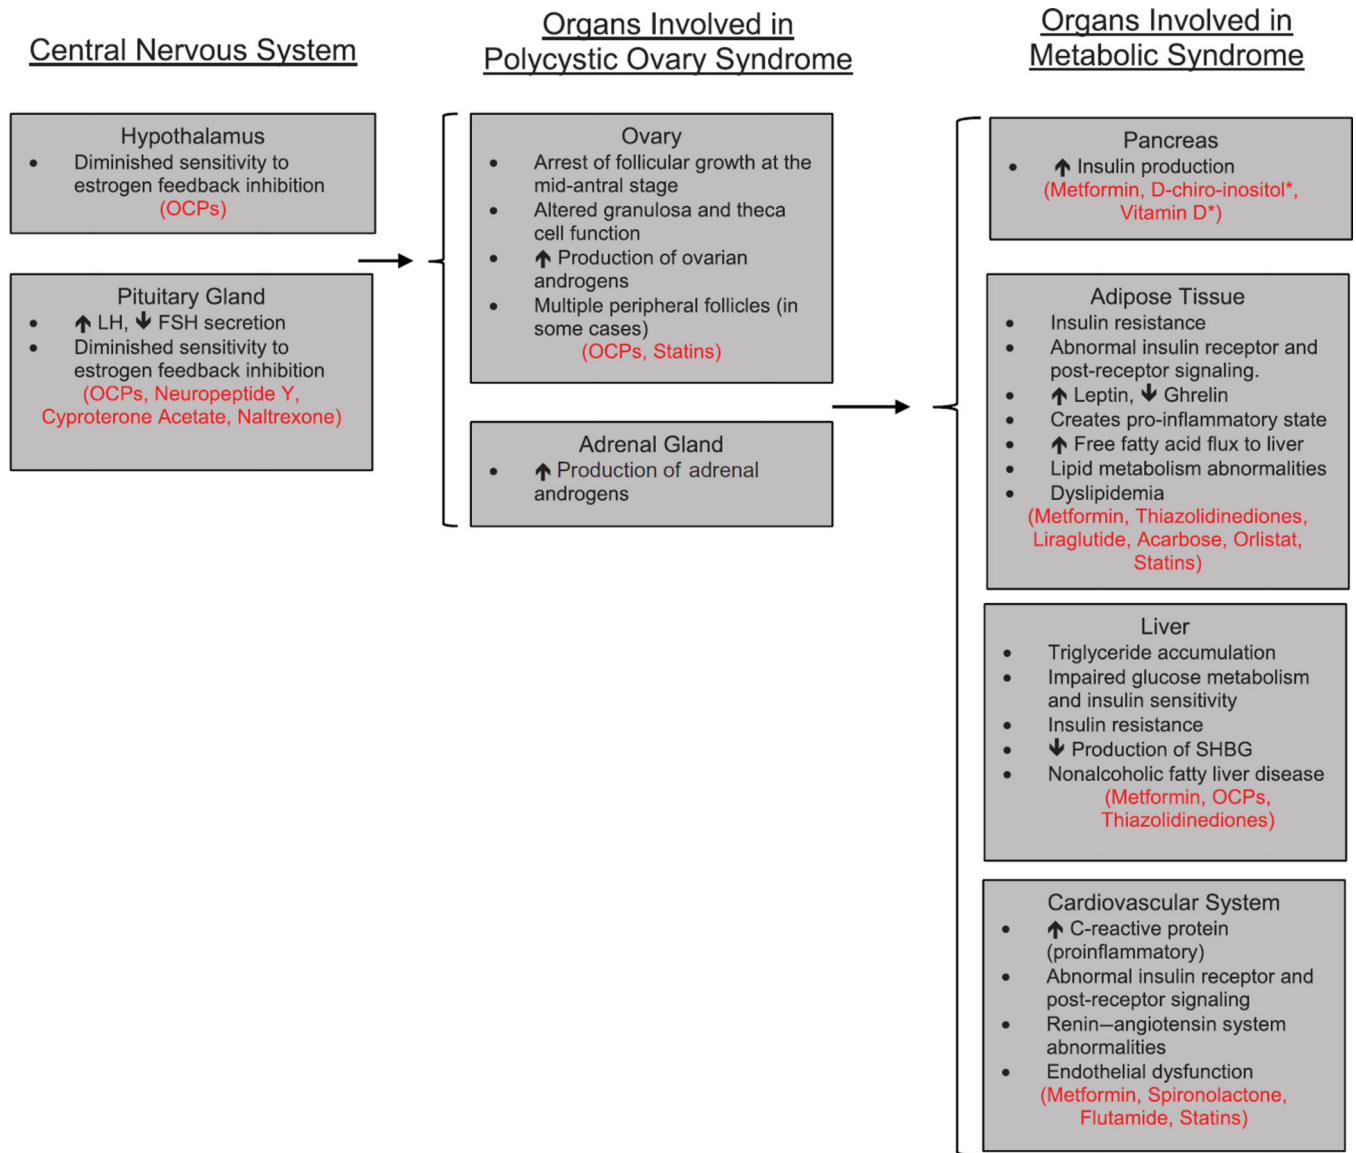 Central Nervous System
Hypothalamus
• Diminished sensitivity to
estrogen feedback inhibition
(OCPs)
Pituitary Gland
• ↑ LH, ↓ FSH secretion
• Diminished sensitivity to
estrogen feedback inhibition
(OCPs, Neuropeptide Y,
Cyproterone Acetate, Naltrexone)
Organs Involved in
Polycystic Ovary Syndrome
Ovary
• Arrest of follicular growth at the
mid-antral stage
• Altered granulosa and theca
cell function
• ↑ Production of ovarian
androgens
• Multiple peripheral follicles (in
some cases)
(OCPs, Statins)
Adrenal Gland
• ↑ Production of adrenal
androgens
Organs Involved in
Metabolic Syndrome
Pancreas
• ↑ Insulin production
(Metformin, D-chiro-inositol*,
Vitamin D*)
Adipose Tissue
• Insulin resistance
• Abnormal insulin receptor and
post-receptor signaling.
• ↑ Leptin, ↓ Ghrelin
• Creates pro-inflammatory state
• ↑ Free fatty acid flux to liver
• Lipid metabolism abnormalities
• Dyslipidemia
(Metformin, Thiazolidinediones,
Liraglutide, Acarbose, Orlistat,
Statins)
Liver
• Triglyceride accumulation
• Impaired glucose metabolism
and insulin sensitivity
• Insulin resistance
• ↓ Production of SHBG
• Nonalcoholic fatty liver disease
(Metformin, OCPs,
Thiazolidinediones)
Cardiovascular System
• ↑ C-reactive protein
(proinflammatory)
• Abnormal insulin receptor and
post-receptor signaling
• Renin–angiotensin system
abnormalities
• Endothelial dysfunction
(Metformin, Spironolactone,
Flutamide, Statins)